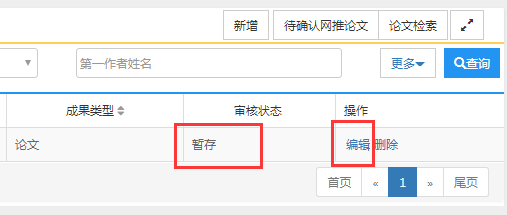 新增 待确认网推论文 论文检索
第一作者姓名 更多 查询
成果类型 审核状态 操作
论文 暂存 编辑 删除
首页 « 1 » 尾页